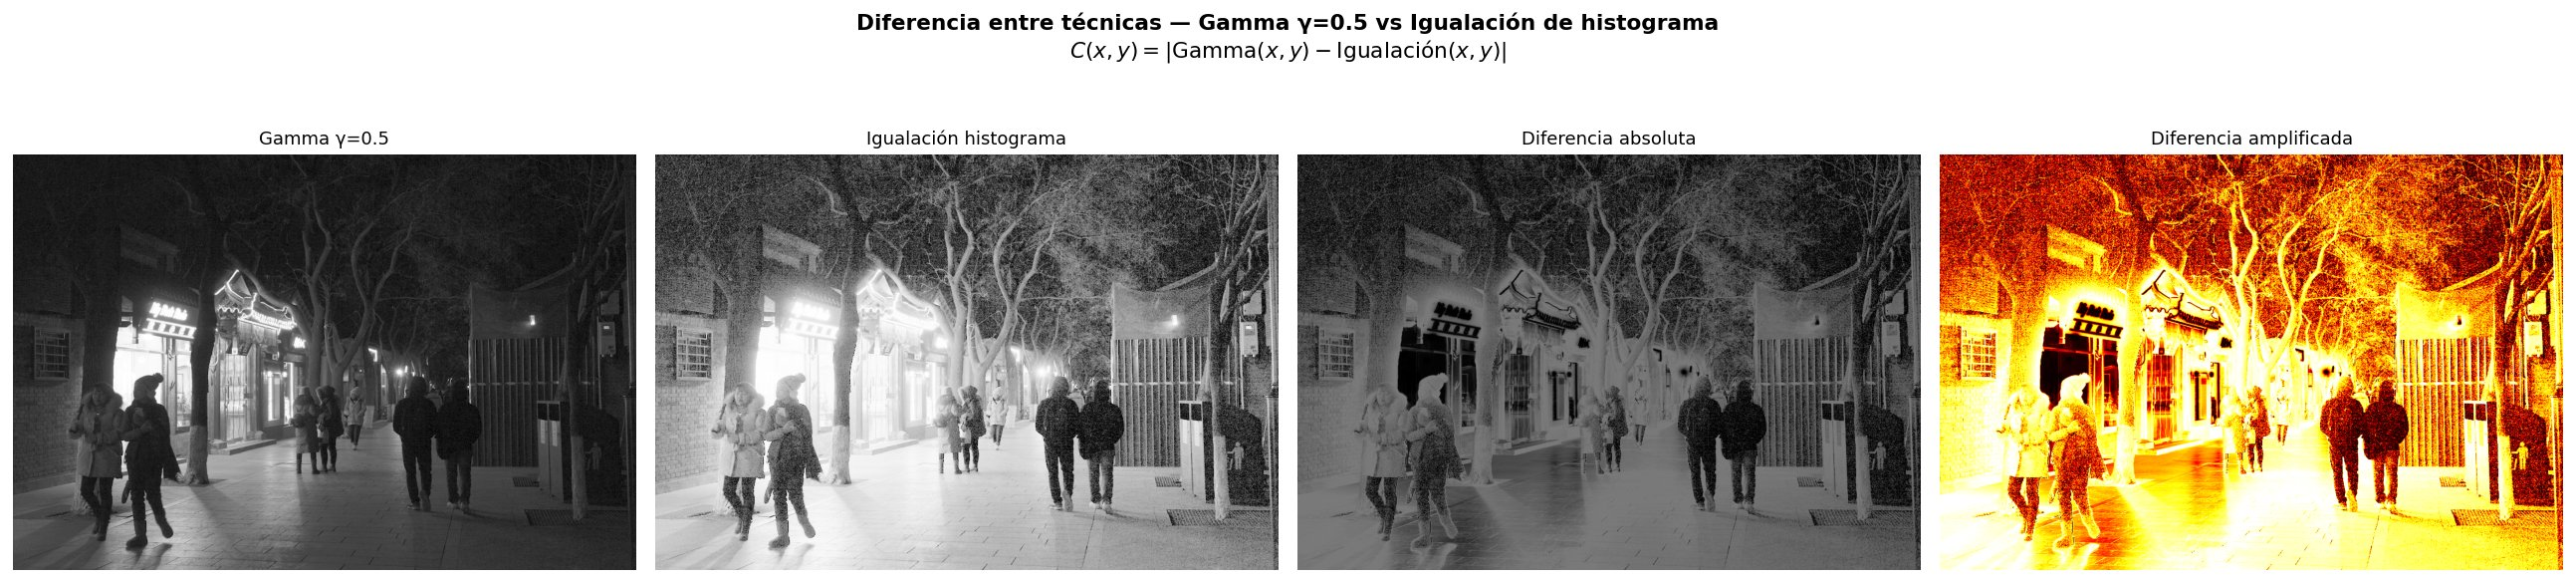 Diferencia entre técnicas — Gamma γ=0.5 vs Igualación de histograma
C(x, y) = |Gamma(x, y) − Igualación(x, y)|
Gamma γ=0.5
Igualación histograma
Diferencia absoluta
Diferencia amplificada